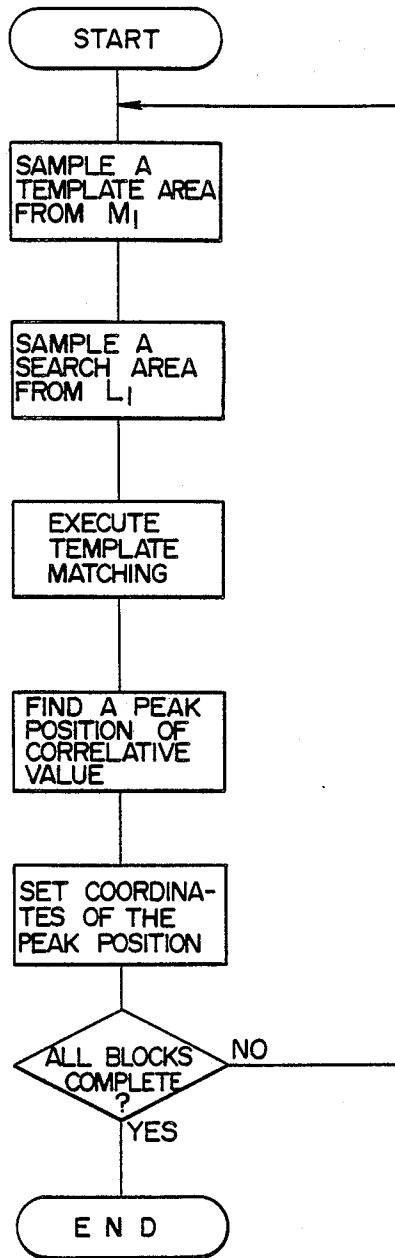 START
SAMPLE A
TEMPLATE AREA
FROM M1
SAMPLE A
SEARCH AREA
FROM L1
EXECUTE
TEMPLATE
MATCHING
FIND A PEAK
POSITION OF
CORRELATIVE
VALUE
SET COORDINA-
TES OF THE
PEAK POSITION
ALL BLOCKS
COMPLETE
?
NO
YES
END